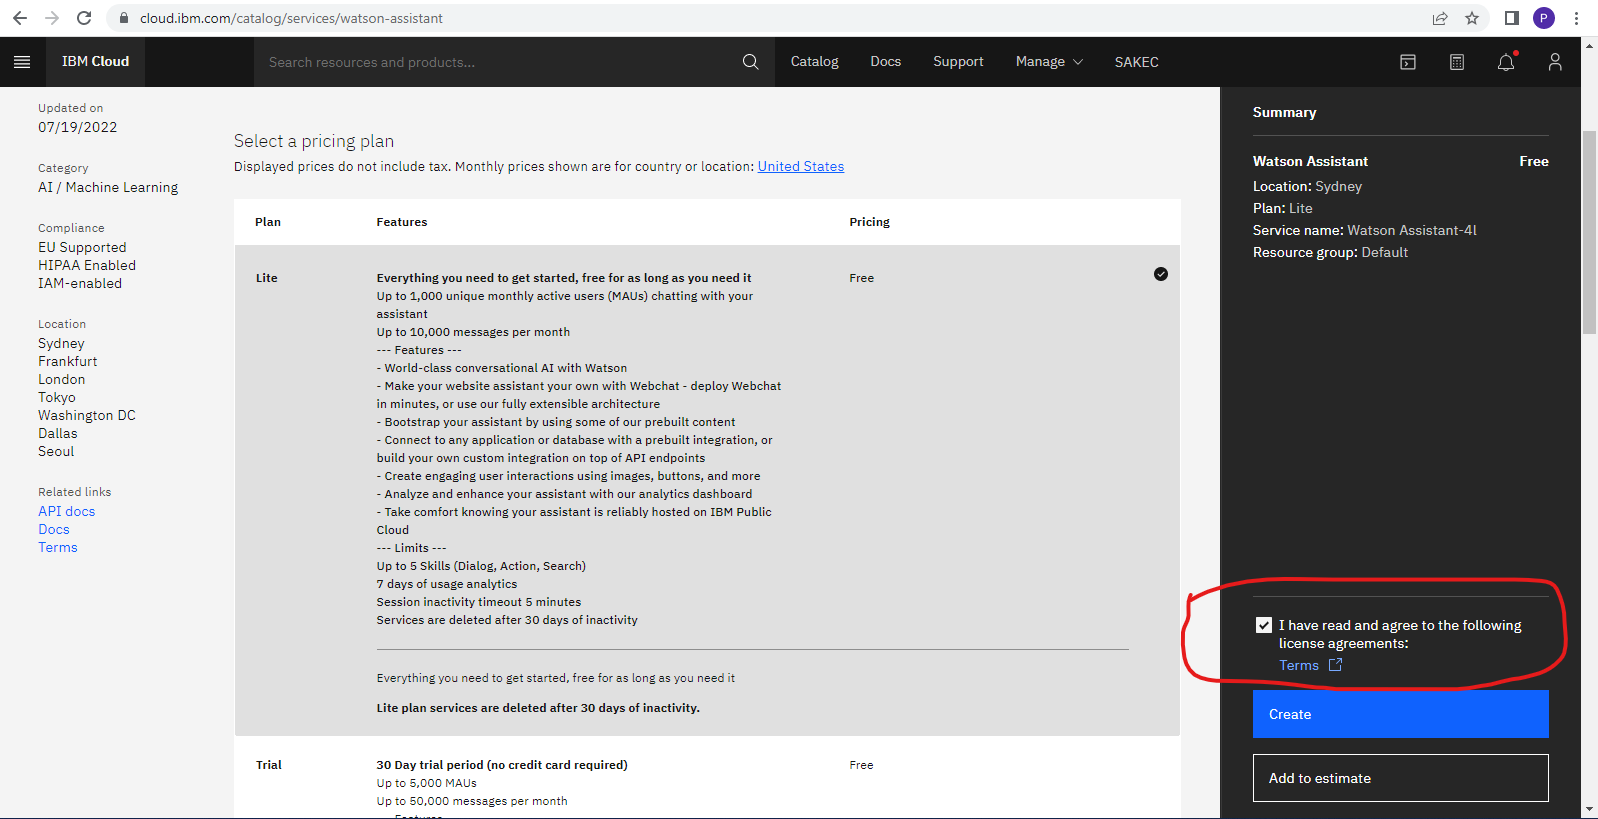 cloud.ibm.com/catalog/services/watson-assistant
P
IBM Cloud
Search resources and products...
Catalog
Docs
Support
Manage
SAKEC
Updated on
07/19/2022
Category
AI / Machine Learning
Compliance
EU Supported
HIPAA Enabled
IAM-enabled
Location
Sydney
Frankfurt
London
Tokyo
Washington DC
Dallas
Seoul
Related links
API docs
Docs
Terms
Select a pricing plan
Displayed prices do not include tax. Monthly prices shown are for country or location: United States
Plan Features Pricing
Lite
Everything you need to get started, free for as long as you need it
Free
Up to 1,000 unique monthly active users (MAUs) chatting with your
assistant
Up to 10,000 messages per month
--- Features ---
- World-class conversational AI with Watson
- Make your website assistant your own with Webchat - deploy Webchat
in minutes, or use our fully extensible architecture
- Bootstrap your assistant by using some of our prebuilt content
- Connect to any application or database with a prebuilt integration, or
build your own custom integration on top of API endpoints
- Create engaging user interactions using images, buttons, and more
- Analyze and enhance your assistant with our analytics dashboard
- Take comfort knowing your assistant is reliably hosted on IBM Public
Cloud
--- Limits ---
Up to 5 Skills (Dialog, Action, Search)
7 days of usage analytics
Session inactivity timeout 5 minutes
Services are deleted after 30 days of inactivity
Everything you need to get started, free for as long as you need it
Lite plan services are deleted after 30 days of inactivity.
Trial
30 Day trial period (no credit card required)
Free
Up to 5,000 MAUs
Up to 50,000 messages per month
--- Features ---
Summary
Watson Assistant Free
Location: Sydney
Plan: Lite
Service name: Watson Assistant-4l
Resource group: Default
I have read and agree to the following
license agreements:
Terms
Create
Add to estimate